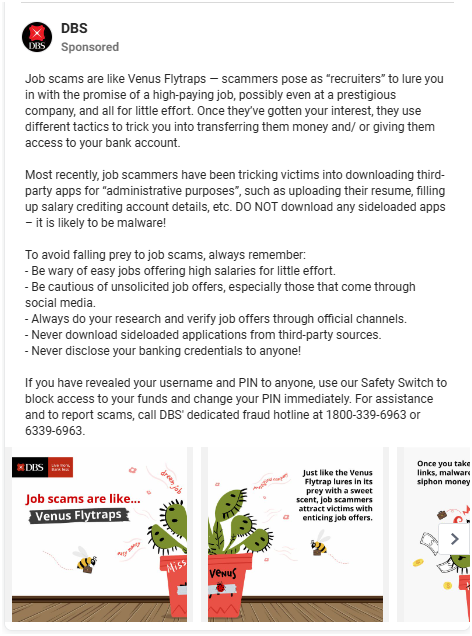 DBS
Sponsored
Job scams are like Venus Flytraps — scammers pose as “recruiters” to lure you
in with the promise of a high-paying job, possibly even at a prestigious
company, and all for little effort. Once they've gotten your interest, they use
different tactics to trick you into transferring them money and/ or giving them
access to your bank account.
Most recently, job scammers have been tricking victims into downloading third-
party apps for “administrative purposes”, such as uploading their resume, filling
up salary crediting account details, etc. DO NOT download any sideloaded apps
– it is likely to be malware!
To avoid falling prey to job scams, always remember:
- Be wary of easy jobs offering high salaries for little effort.
- Be cautious of unsolicited job offers, especially those that come through
social media.
- Always do your research and verify job offers through official channels.
- Never download sideloaded applications from third-party sources.
- Never disclose your banking credentials to anyone!
If you have revealed your username and PIN to anyone, use our Safety Switch to
block access to your funds and change your PIN immediately. For assistance
and to report scams, call DBS' dedicated fraud hotline at 1800-339-6963 or
6339-6963.
DBS
Live more,
Bank less
Job scams are like...
Venus Flytraps
dream job
easy money
Miss
Just like the Venus
Flytrap lures in its
prey with a sweet
scent, job scammers
attract victims with
enticing job offers.
Venus
Once you take
links, malware
siphon money